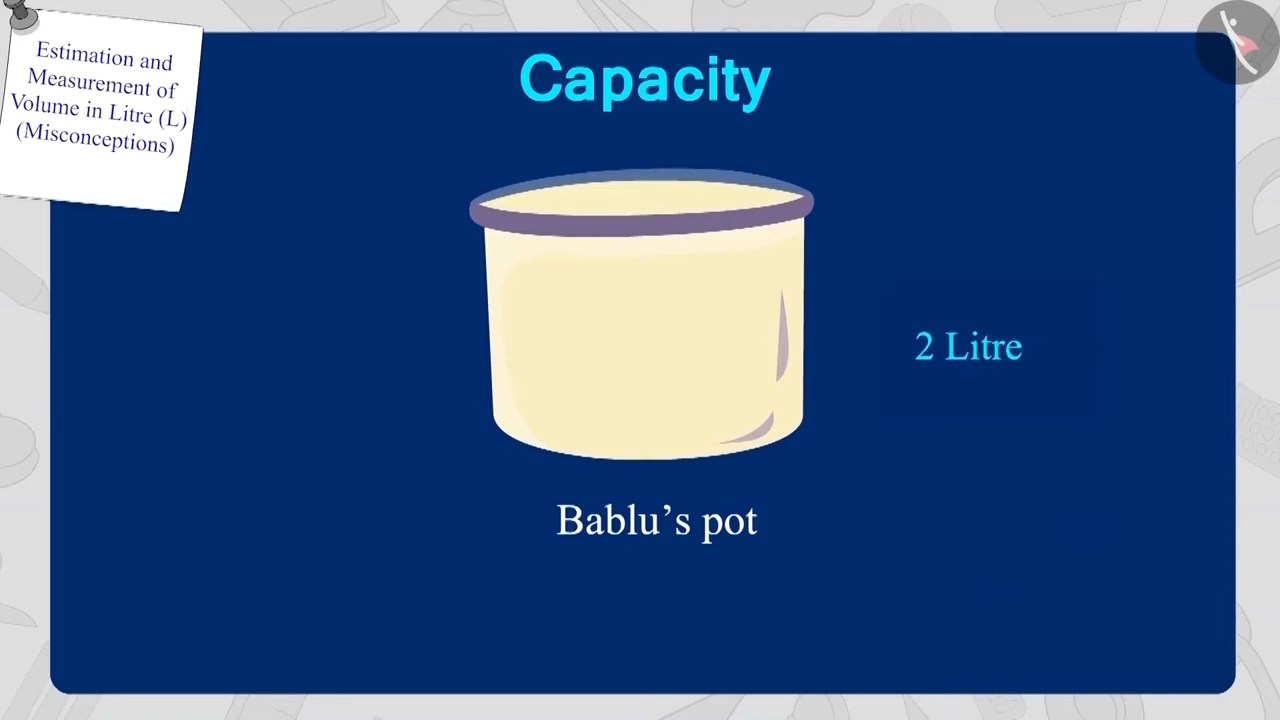 Estimation and
Measurement of
Volume in Litre (L)
(Misconceptions)
Capacity
2 Litre
Bablu’s pot